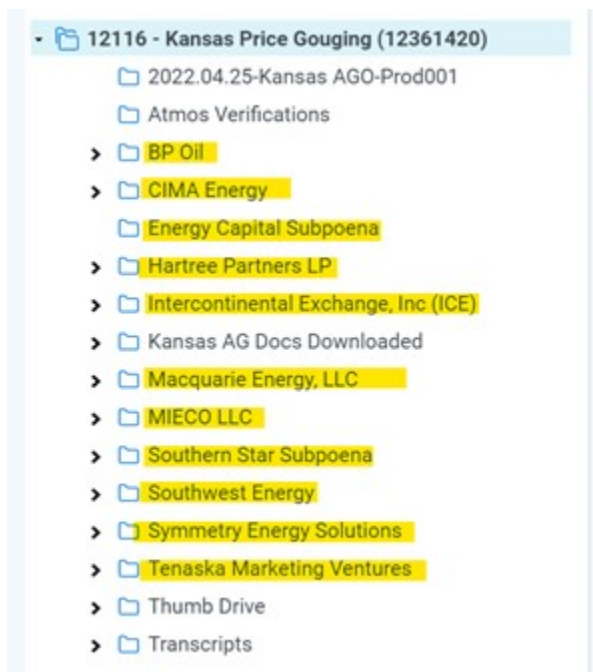 12116 - Kansas Price Gouging (12361420)
2022.04.25-Kansas AGO-Prod001
Atmos Verifications
BP Oil
CIMA Energy
Energy Capital Subpoena
Hartree Partners LP
Intercontinental Exchange, Inc (ICE)
Kansas AG Docs Downloaded
Macquarie Energy, LLC
MIECO LLC
Southern Star Subpoena
Southwest Energy
Symmetry Energy Solutions
Tenaska Marketing Ventures
Thumb Drive
Transcripts